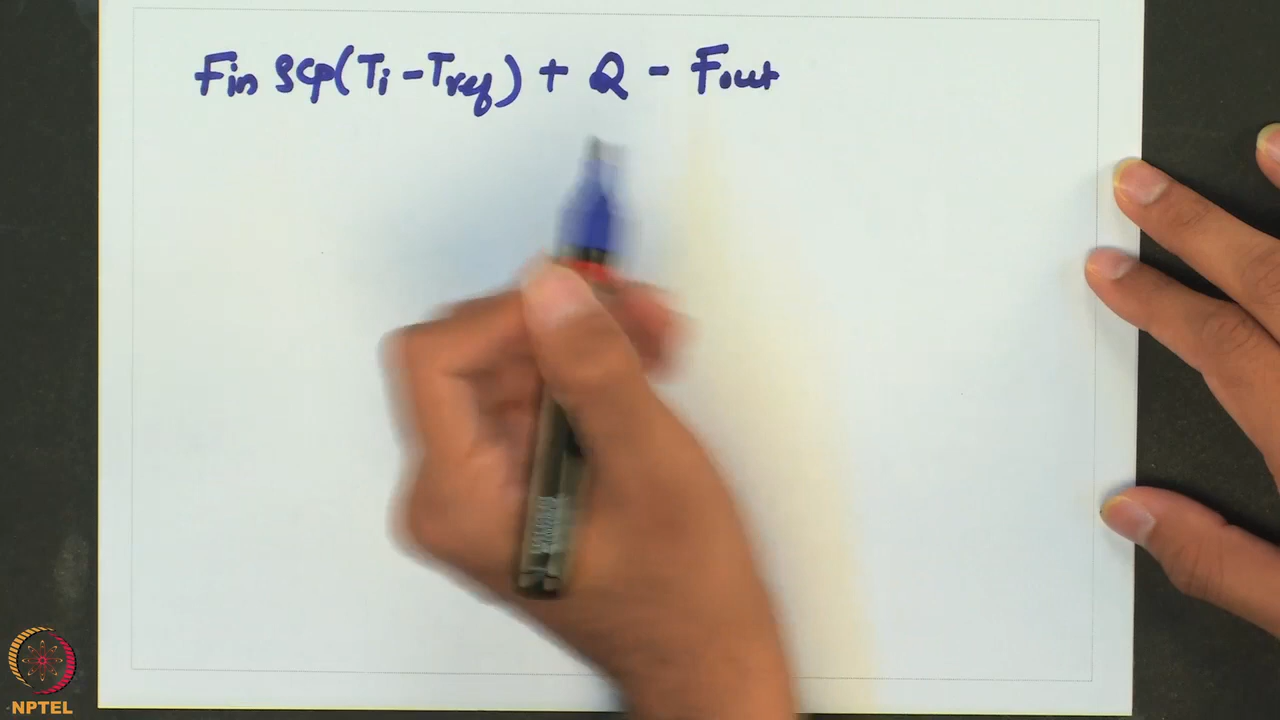 Fin ρCp(Ti - Tref) + Q - Fout
NPTEL